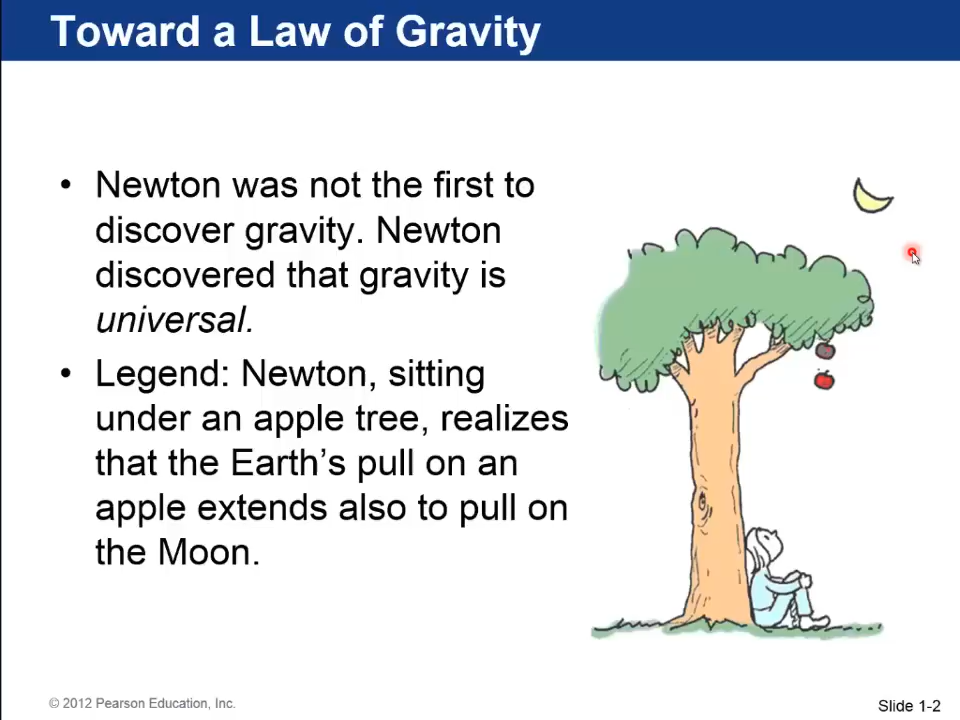 Toward a Law of Gravity
• Newton was not the first to
discover gravity. Newton
discovered that gravity is
universal.
• Legend: Newton, sitting
under an apple tree, realizes
that the Earth’s pull on an
apple extends also to pull on
the Moon.
© 2012 Pearson Education, Inc.
Slide 1-2